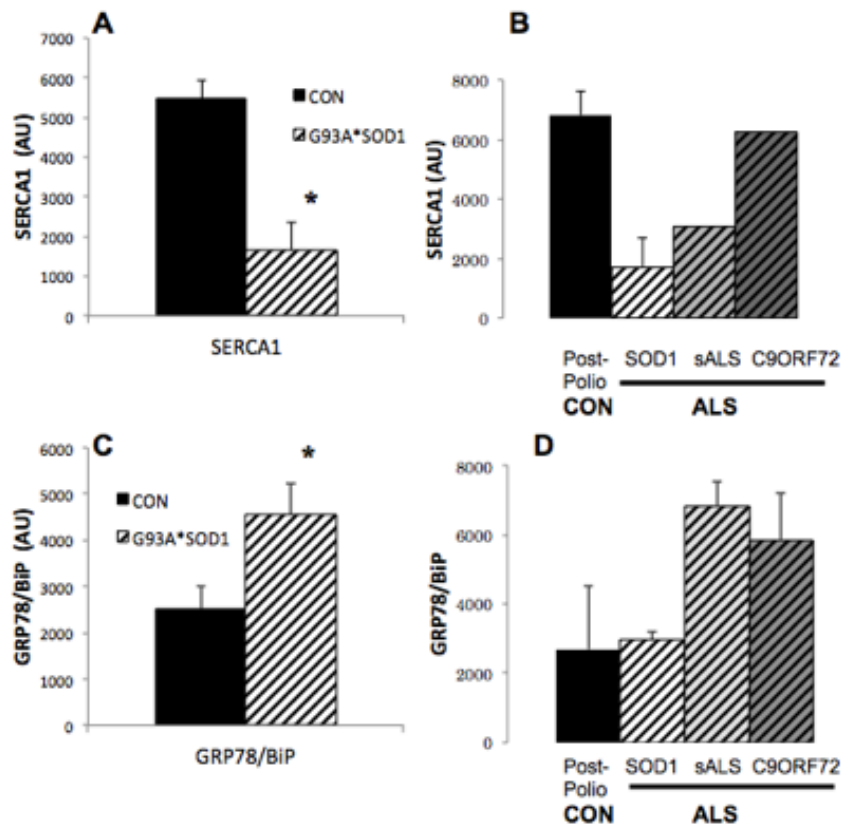 A
7000
6000
5000
4000
3000
2000
1000
0
SERCA1 (AU)
CON
G93A*SOD1
*
SERCA1
B
8000
6000
4000
2000
0
SERCA1 (AU)
Post- SOD1 sALS C9ORF72
Polio
CON ALS
C
6000
5000
4000
3000
2000
1000
0
GRP78/BiP (AU)
CON
G93A*SOD1
*
GRP78/BiP
D
8000
6000
4000
2000
0
GRP78/BiP
Post- SOD1 sALS C9ORF72
Polio
CON ALS